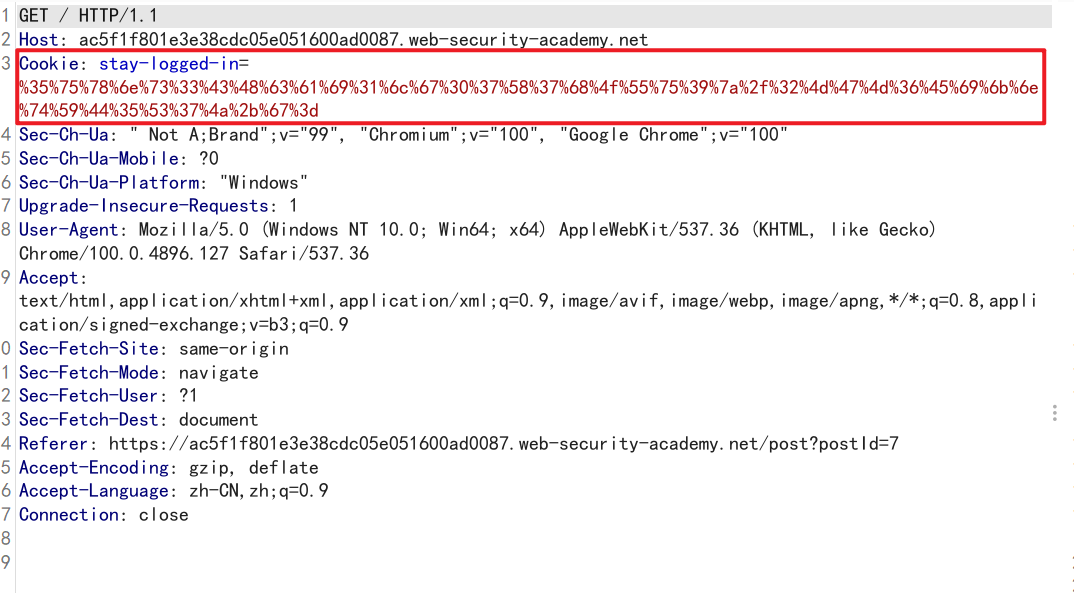 1 GET / HTTP/1.1
2 Host: ac5f1f801e3e38cdc05e051600ad0087.web-security-academy.net
3 Cookie: stay-logged-in=
%35%75%78%6e%73%33%43%48%63%61%69%31%6c%67%30%37%58%37%68%4f%55%75%39%7a%2f%32%4d%47%4d%36%45%69%6b%6e
%74%59%44%35%53%37%4a%2b%67%3d
4 Sec-Ch-Ua: " Not A;Brand";v="99", "Chromium";v="100", "Google Chrome";v="100"
5 Sec-Ch-Ua-Mobile: ?0
6 Sec-Ch-Ua-Platform: "Windows"
7 Upgrade-Insecure-Requests: 1
8 User-Agent: Mozilla/5.0 (Windows NT 10.0; Win64; x64) AppleWebKit/537.36 (KHTML, like Gecko)
Chrome/100.0.4896.127 Safari/537.36
9 Accept:
text/html,application/xhtml+xml,application/xml;q=0.9,image/avif,image/webp,image/apng,*/*;q=0.8,appli
cation/signed-exchange;v=b3;q=0.9
0 Sec-Fetch-Site: same-origin
1 Sec-Fetch-Mode: navigate
2 Sec-Fetch-User: ?1
3 Sec-Fetch-Dest: document
4 Referer: https://ac5f1f801e3e38cdc05e051600ad0087.web-security-academy.net/post?postId=7
5 Accept-Encoding: gzip, deflate
6 Accept-Language: zh-CN,zh;q=0.9
7 Connection: close
8
9